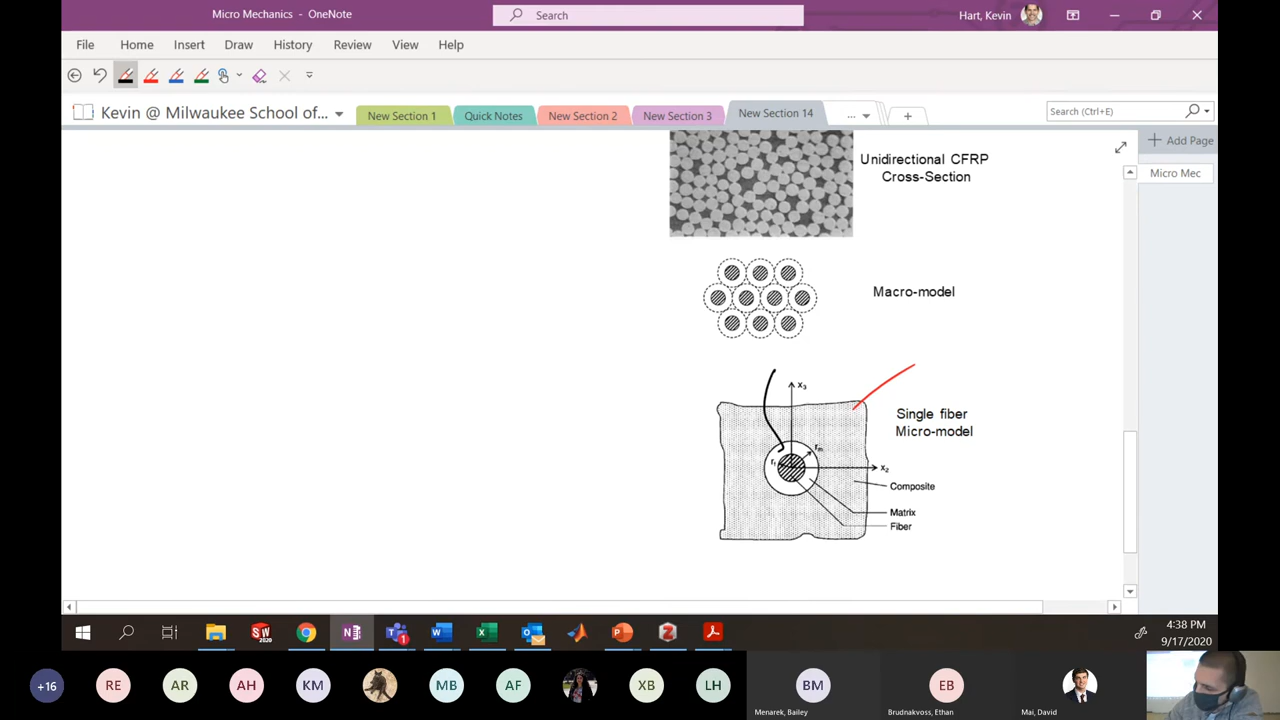 Micro Mechanics - OneNote
Search
Hart, Kevin
File Home Insert Draw History Review View Help
Kevin @ Milwaukee School of...
New Section 1
Quick Notes
New Section 2
New Section 3
New Section 14
...
Search (Ctrl+E)
Add Page
Micro Mec
Unidirectional CFRP
Cross-Section
Macro-model
x3
Single fiber
Micro-model
rm
rf
x2
Composite
Matrix
Fiber
4:38 PM
9/17/2020
+16
RE
AR
AH
KM
MB
AF
XB
LH
BM
EB
Menarek, Bailey
Brudnakvoss, Ethan
Mai, David